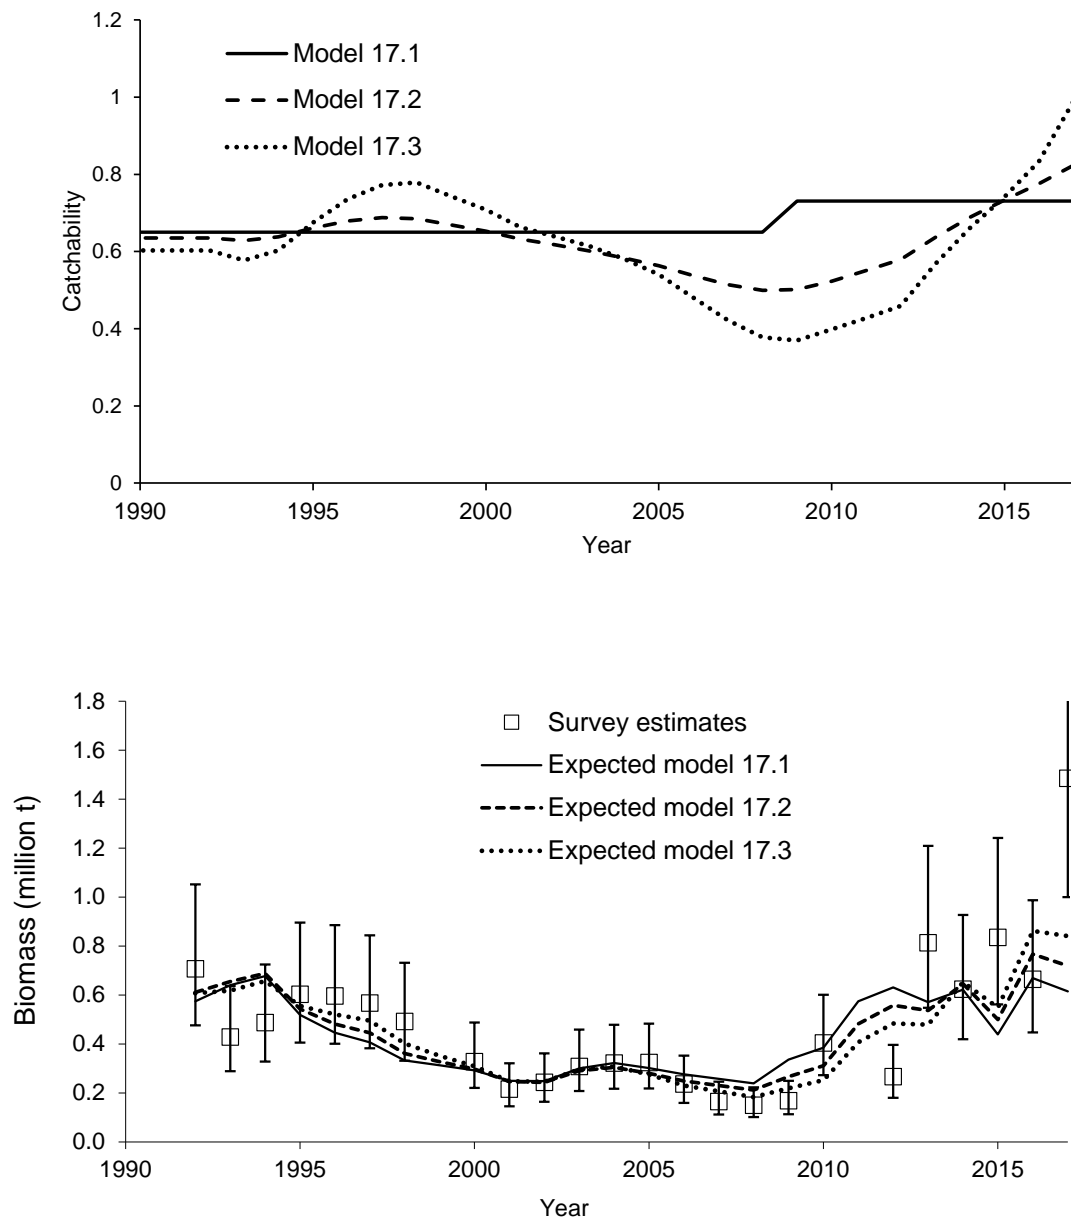 1.2
Model 17.1
1
Model 17.2
Model 17.3
0.8
0.6
Catchability
0.4
0.2
0
1990 1995 2000 2005 2010 2015
Year
1.8
Survey estimates
1.6
Expected model 17.1
1.4
Expected model 17.2
1.2
Expected model 17.3
1.0
Biomass (million t)
0.8
0.6
0.4
0.2
0.0
1990 1995 2000 2005 2010 2015
Year